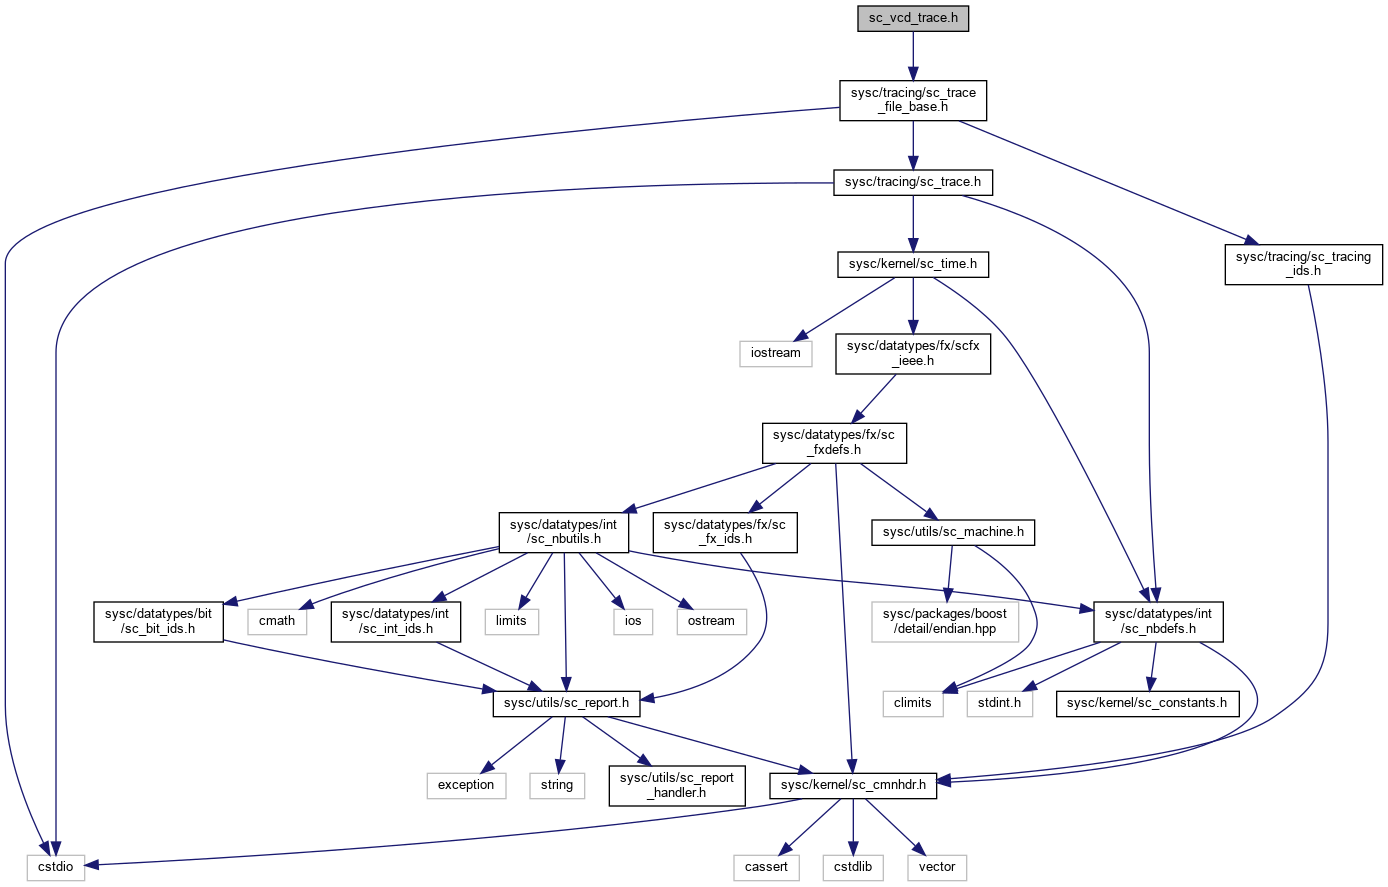 sc_vcd_trace.h
sysc/tracing/sc_trace
_file_base.h
sysc/tracing/sc_trace.h
sysc/kernel/sc_time.h
sysc/tracing/sc_tracing
_ids.h
iostream
sysc/datatypes/fx/scfx
_ieee.h
sysc/datatypes/fx/sc
_fxdefs.h
sysc/datatypes/int
/sc_nbutils.h
sysc/datatypes/fx/sc
_fx_ids.h
sysc/utils/sc_machine.h
sysc/datatypes/bit
/sc_bit_ids.h
cmath
sysc/datatypes/int
/sc_int_ids.h
limits
ios
ostream
sysc/packages/boost
/detail/endian.hpp
sysc/datatypes/int
/sc_nbdefs.h
sysc/utils/sc_report.h
climits
stdint.h
sysc/kernel/sc_constants.h
exception
string
sysc/utils/sc_report
_handler.h
sysc/kernel/sc_cmnhdr.h
cstdio
cassert
cstdlib
vector